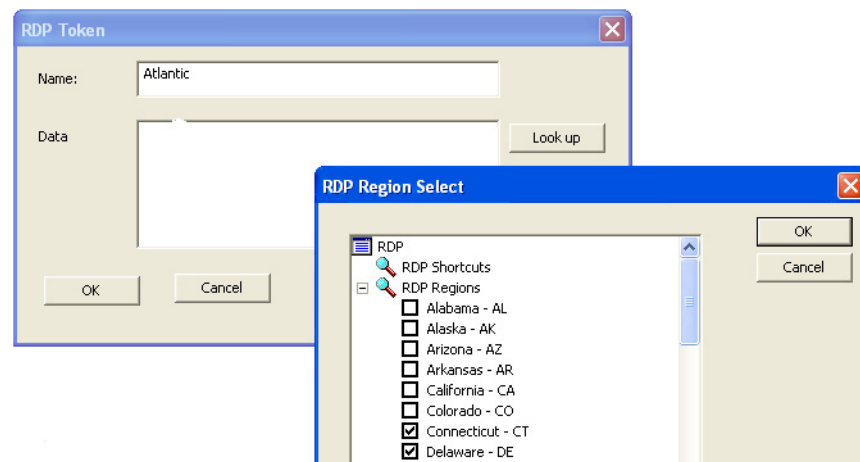 RDP Token
Name:
Atlantic
Data
Look up
OK
Cancel
RDP Region Select
RDP
RDP Shortcuts
RDP Regions
Alabama - AL
Alaska - AK
Arizona - AZ
Arkansas - AR
California - CA
Colorado - CO
Connecticut - CT
Delaware - DE
OK
Cancel